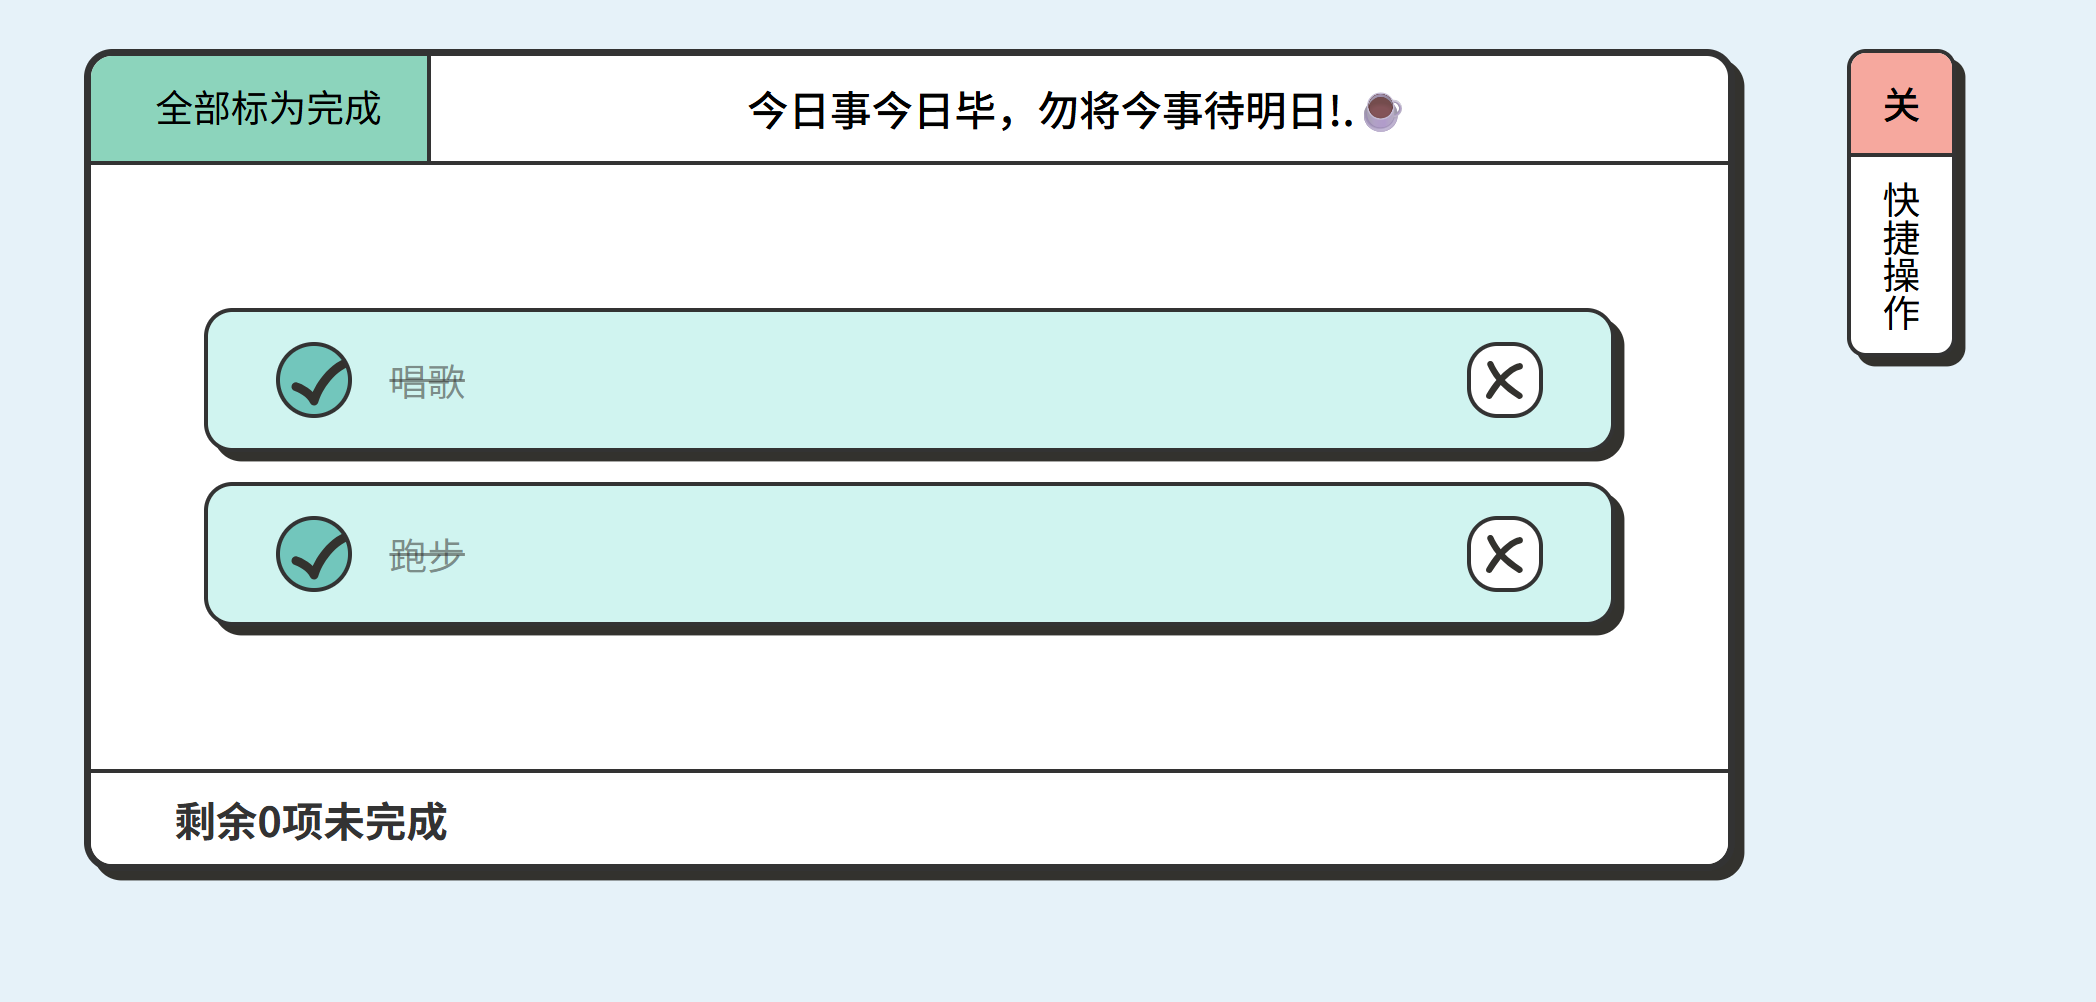 全部标为完成
今日事今日毕，勿将今事待明日!.☕
唱歌
跑步
剩余0项未完成
关
快捷操作